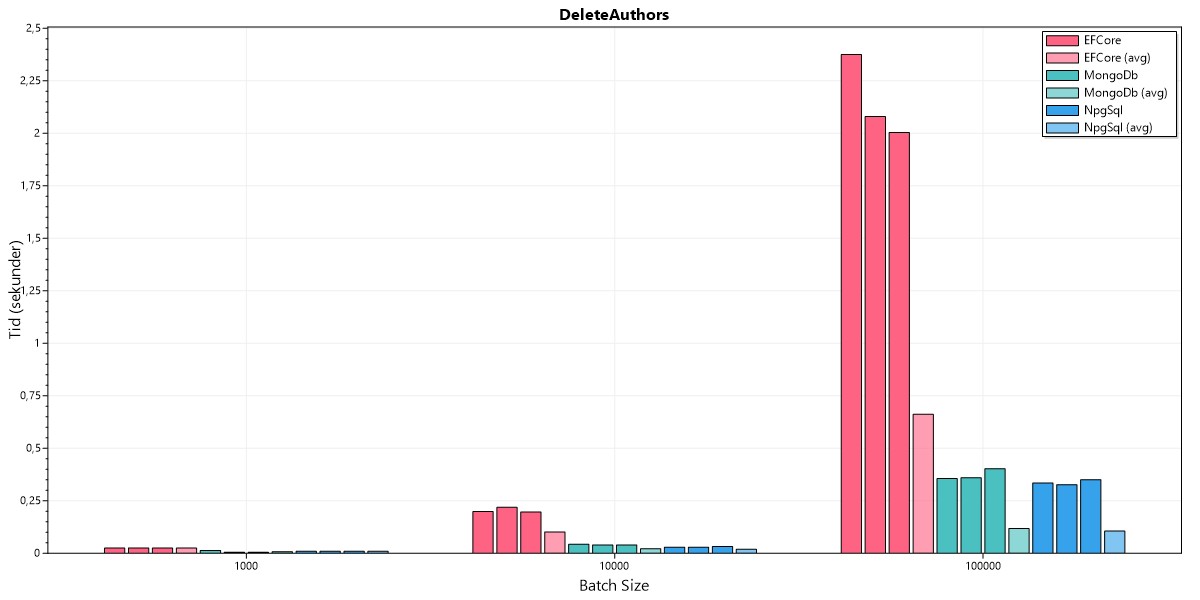 DeleteAuthors
EFCore
EFCore (avg)
MongoDb
MongoDb (avg)
NpgSql
NpgSql (avg)
2,5
2,25
2
1,75
1,5
1,25
1
0,75
0,5
0,25
0
Tid (sekunder)
1000
10000
100000
Batch Size